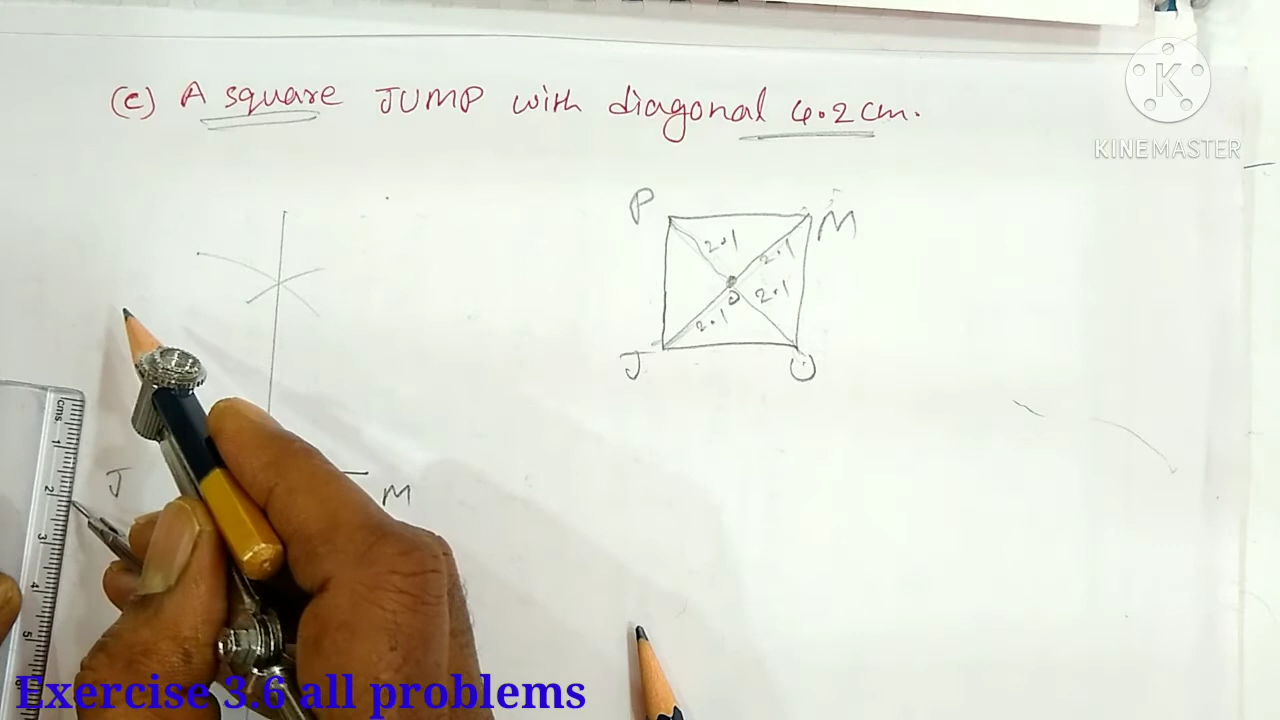 (e) A square JUMP with diagonal 4.2 cm.
K
KINEMASTER
P
M
2.1
2.1
2.1
O
2.1
J
U
cms
1
2
3
4
5
J
M
Exercise 3.6 all problems